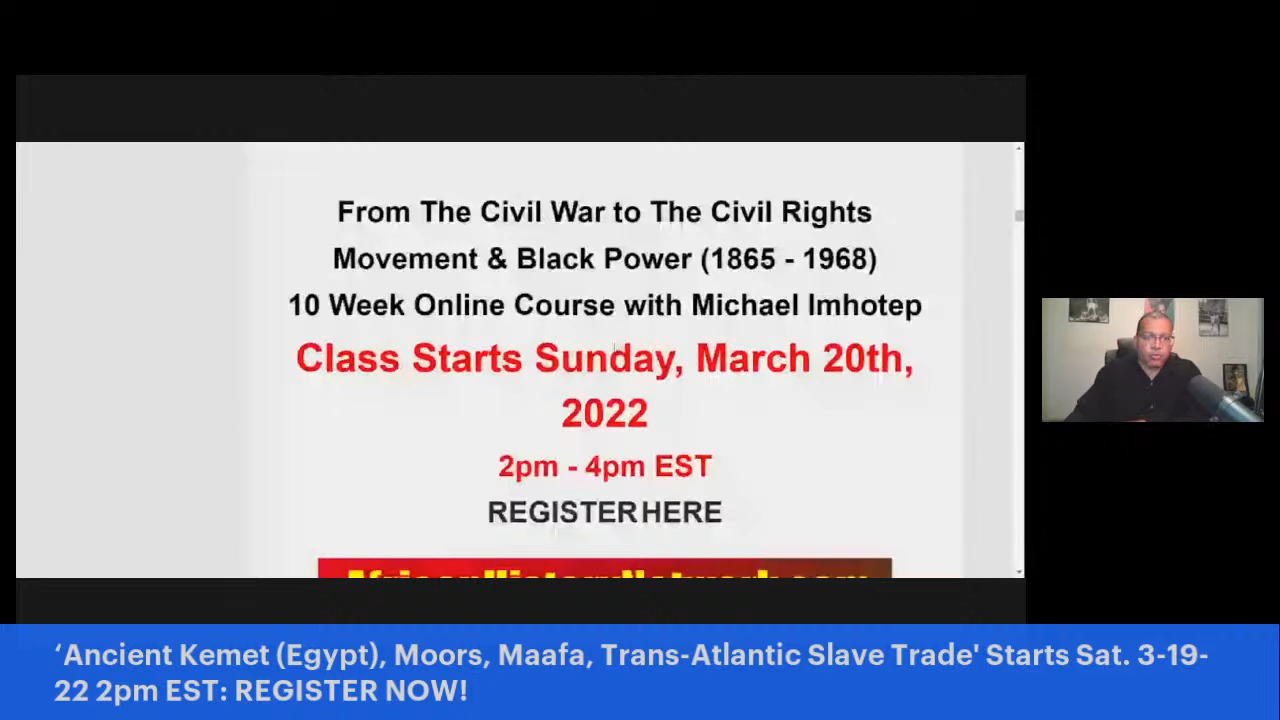 From The Civil War to The Civil Rights
Movement & Black Power (1865 - 1968)
10 Week Online Course with Michael Imhotep
Class Starts Sunday, March 20th,
2022
2pm - 4pm EST
REGISTER HERE
AfricanHistoryNetwork.com
‘Ancient Kemet (Egypt), Moors, Maafa, Trans-Atlantic Slave Trade' Starts Sat. 3-19-
22 2pm EST: REGISTER NOW!